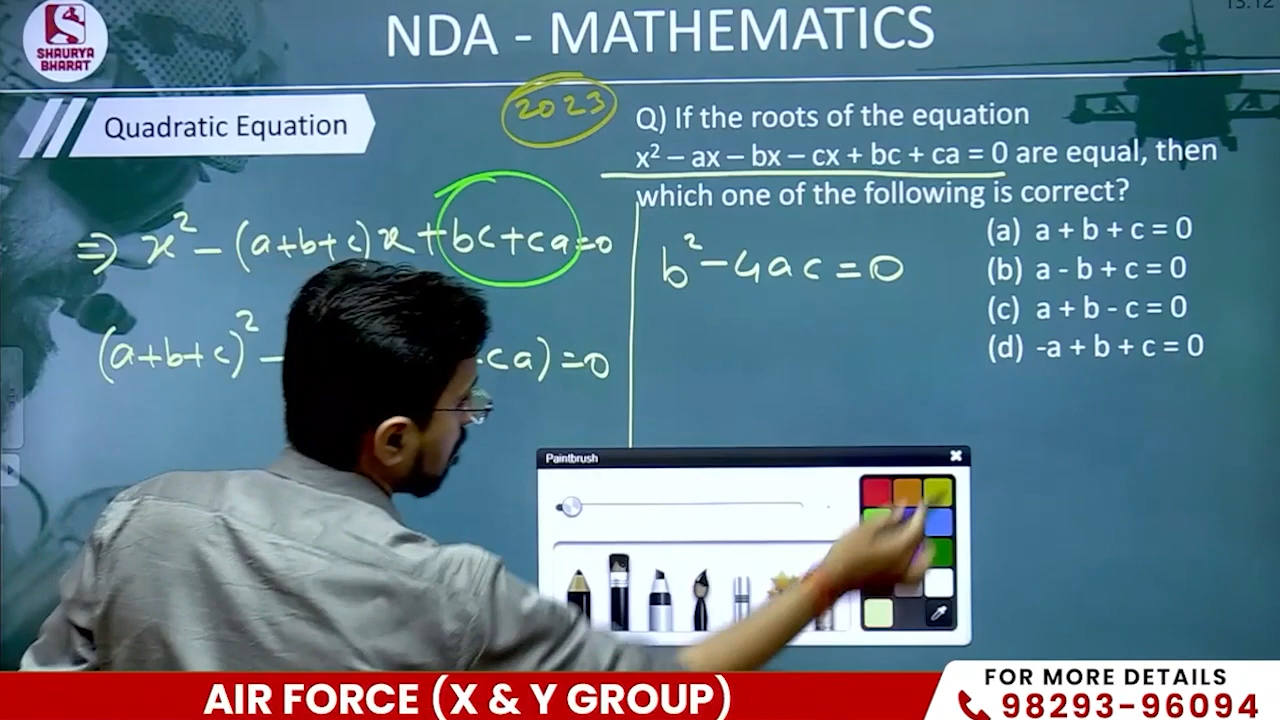 SHAURYA
BHARAT
NDA - MATHEMATICS
Quadratic Equation
2023
Q) If the roots of the equation
x² – ax – bx – cx + bc + ca = 0 are equal, then
which one of the following is correct?
(a) a + b + c = 0
(b) a - b + c = 0
(c) a + b - c = 0
(d) -a + b + c = 0
⇒ x² – (a+b+c)x + bc+ca=0
(a+b+c)² – ca)=0
b² – 4ac = 0
Paintbrush
AIR FORCE (X & Y GROUP)
FOR MORE DETAILS
98293-96094